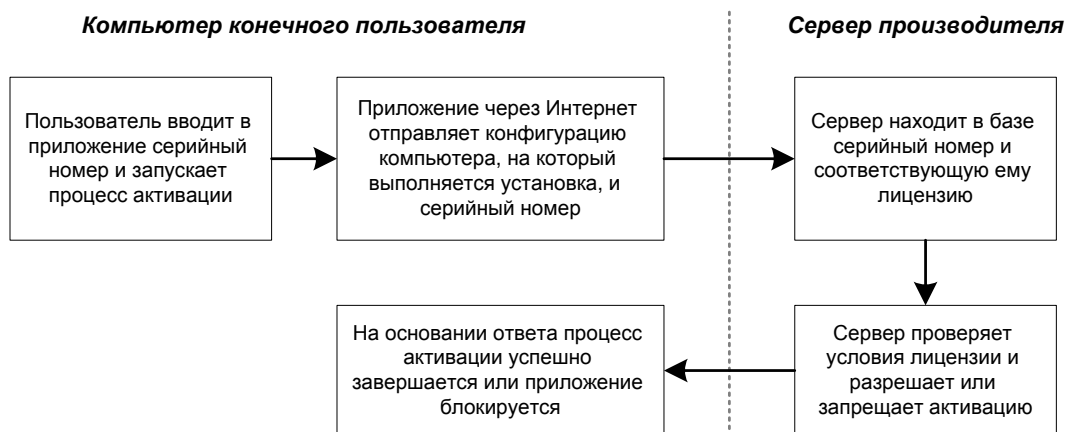 Компьютер конечного пользователя
Сервер производителя
Пользователь вводит в
приложение серийный
номер и запускает
процесс активации
Приложение через Интернет
отправляет конфигурацию
компьютера, на который
выполняется установка, и
серийный номер
Сервер находит в базе
серийный номер и
соответствующую ему
лицензию
Сервер проверяет
условия лицензии и
разрешает или
запрещает активацию
На основании ответа процесс
активации успешно
завершается или приложение
блокируется